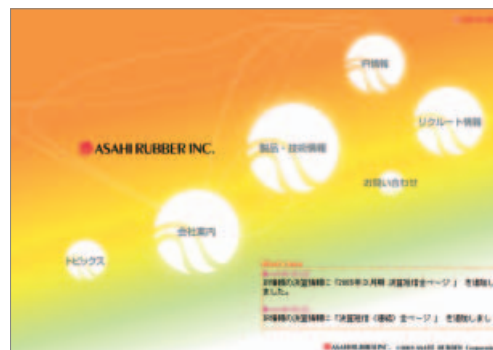 IR情報
リクルート情報
ASAHI RUBBER INC.
製品・技術情報
お問い合わせ
会社案内
トピックス
IR情報の決算情報に「2005年3月期 決算短信全ページ」 を追加し
ました。
IR情報の決算情報に「決算短信（連結）全ページ」 を追加しまし
ASAHI RUBBER INC.